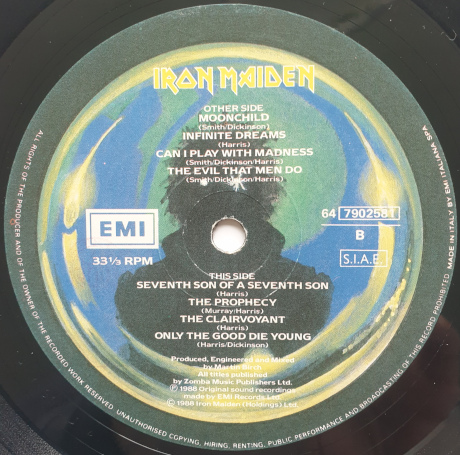 IRON MAIDEN
OTHER SIDE
MOONCHILD
(Smith/Dickinson)
INFINITE DREAMS
(Harris)
CAN I PLAY WITH MADNESS
(Smith/Dickinson/Harris)
THE EVIL THAT MEN DO
(Smith/Dickinson/Harris)
64 7902581
B
S.I.A.E.
EMI
33⅓ RPM
THIS SIDE
SEVENTH SON OF A SEVENTH SON
(Harris)
THE PROPHECY
(Murray/Harris)
THE CLAIRVOYANT
(Harris)
ONLY THE GOOD DIE YOUNG
(Harris/Dickinson)
Produced, Engineered and Mixed
by Martin Birch
All titles published
by Zomba Music Publishers Ltd.
℗ 1988 Original sound recordings
made by EMI Records Ltd.
© 1988 Iron Maiden (Holdings) Ltd
ALL RIGHTS OF THE PRODUCER AND OF THE OWNER OF THE RECORDED WORK RESERVED. UNAUTHORISED COPYING, HIRING, RENTING, PUBLIC PERFORMANCE AND BROADCASTING OF THIS RECORD PROHIBITED. MADE IN ITALY BY EMI ITALIANA SPA